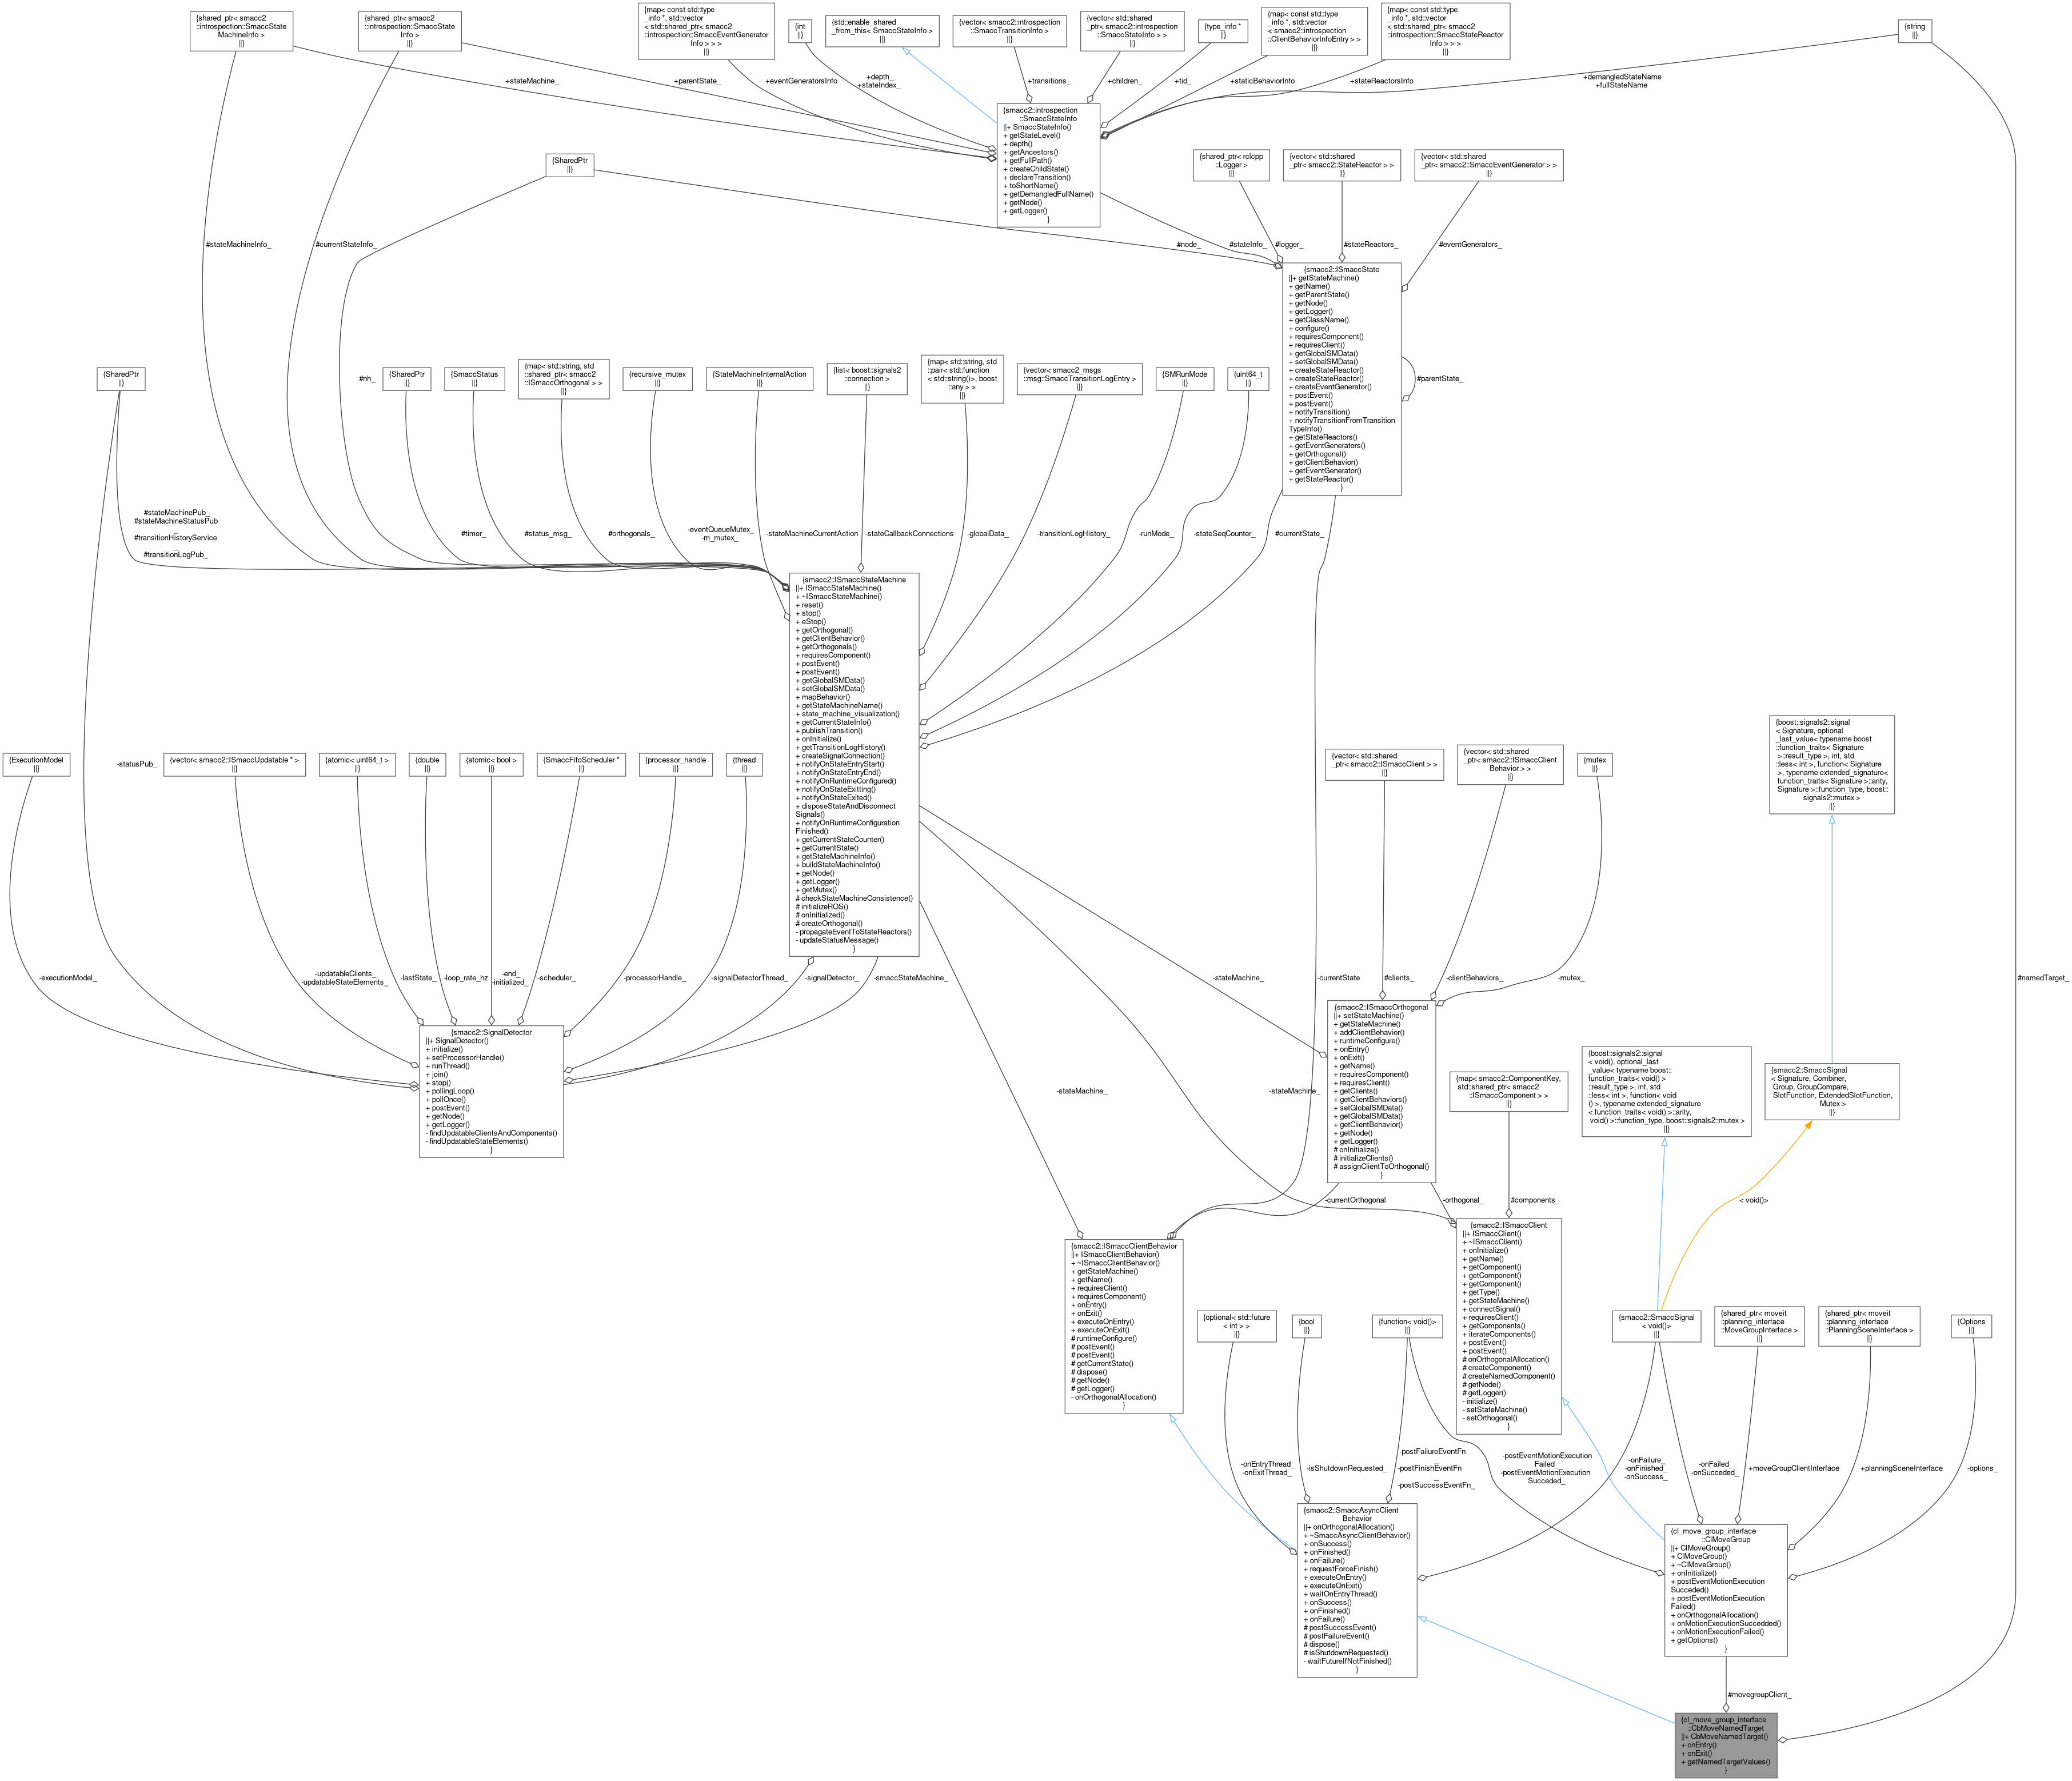 {shared_ptr< smacc2
::introspection::SmaccState
MachineInfo >
||}
{shared_ptr< smacc2
::introspection::SmaccState
Info >
||}
{map< const std::type
_info *, std::vector
< std::shared_ptr< smacc2
::introspection::SmaccEventGenerator
Info > > >
||}
{int
||}
{std::enable_shared
_from_this< SmaccStateInfo >
||}
{vector< smacc2::introspection
::SmaccTransitionInfo >
||}
{vector< std::shared
_ptr< smacc2::introspection
::SmaccStateInfo > >
||}
{type_info *
||}
{map< const std::type
_info *, std::vector
< smacc2::introspection
::ClientBehaviorInfoEntry > >
||}
{map< const std::type
_info *, std::vector
< std::shared_ptr< smacc2
::introspection::SmaccStateReactor
Info > > >
||}
{string
||}
+stateMachine_
+parentState_
+eventGeneratorsInfo
+depth_
+stateIndex_
+transitions_
+children_
+tid_
+staticBehaviorInfo
+stateReactorsInfo
+demangledStateName
+fullStateName
{smacc2::introspection
::SmaccStateInfo
||+ SmaccStateInfo()
+ getStateLevel()
+ depth()
+ getAncestors()
+ getFullPath()
+ createChildState()
+ declareTransition()
+ toShortName()
+ getDemangledFullName()
+ getNode()
+ getLogger()
}
{SharedPtr
||}
{shared_ptr< rclcpp
::Logger >
||}
{vector< std::shared
_ptr< smacc2::StateReactor > >
||}
{vector< std::shared
_ptr< smacc2::SmaccEventGenerator > >
||}
#stateMachineInfo_
#currentStateInfo_
#node_
#stateInfo_
#logger_
#stateReactors_
#eventGenerators_
{smacc2::ISmaccState
||+ getStateMachine()
+ getName()
+ getParentState()
+ getNode()
+ getLogger()
+ getClassName()
+ configure()
+ requiresComponent()
+ requiresClient()
+ getGlobalSMData()
+ setGlobalSMData()
+ createStateReactor()
+ createStateReactor()
+ createEventGenerator()
+ postEvent()
+ postEvent()
+ notifyTransition()
+ notifyTransitionFromTransition
TypeInfo()
+ getStateReactors()
+ getEventGenerators()
+ getOrthogonal()
+ getClientBehavior()
+ getEventGenerator()
+ getStateReactor()
}
#parentState_
{SharedPtr
||}
#nh_
{SharedPtr
||}
{SmaccStatus
||}
{map< std::string, std
::shared_ptr< smacc2
::ISmaccOrthogonal > >
||}
{recursive_mutex
||}
{StateMachineInternalAction
||}
{list< boost::signals2
::connection >
||}
{map< std::string, std
::pair< std::function
< std::string()>, boost
::any > >
||}
{vector< smacc2_msgs
::msg::SmaccTransitionLogEntry >
||}
{SMRunMode
||}
{uint64_t
||}
#stateMachinePub_
#stateMachineStatusPub
_
#transitionHistoryService
_
#transitionLogPub_
#timer_
#status_msg_
#orthogonals_
-eventQueueMutex_
-m_mutex_
-stateMachineCurrentAction
-stateCallbackConnections
-globalData_
-transitionLogHistory_
-runMode_
-stateSeqCounter_
#currentState_
{smacc2::ISmaccStateMachine
||+ ISmaccStateMachine()
+ ~ISmaccStateMachine()
+ reset()
+ stop()
+ eStop()
+ getOrthogonal()
+ getClientBehavior()
+ getOrthogonals()
+ requiresComponent()
+ postEvent()
+ postEvent()
+ getGlobalSMData()
+ setGlobalSMData()
+ mapBehavior()
+ getStateMachineName()
+ state_machine_visualization()
+ getCurrentStateInfo()
+ publishTransition()
+ onInitialize()
+ getTransitionLogHistory()
+ createSignalConnection()
+ notifyOnStateEntryStart()
+ notifyOnStateEntryEnd()
+ notifyOnRuntimeConfigured()
+ notifyOnStateExitting()
+ notifyOnStateExited()
+ disposeStateAndDisconnect
Signals()
+ notifyOnRuntimeConfiguration
Finished()
+ getCurrentStateCounter()
+ getCurrentState()
+ getStateMachineInfo()
+ buildStateMachineInfo()
+ getNode()
+ getLogger()
+ getMutex()
# checkStateMachineConsistence()
# initializeROS()
# onInitialized()
# createOrthogonal()
- propagateEventToStateReactors()
- updateStatusMessage()
}
{ExecutionModel
||}
-statusPub_
{vector< smacc2::ISmaccUpdatable * >
||}
{atomic< uint64_t >
||}
{double
||}
{atomic< bool >
||}
{SmaccFifoScheduler *
||}
{processor_handle
||}
{thread
||}
{boost::signals2::signal
< Signature, optional
_last_value< typename boost
::function_traits< Signature
>::result_type >, int, std
::less< int >, function< Signature
>, typename extended_signature<
function_traits< Signature >::arity,
Signature >::function_type, boost::
signals2::mutex >
||}
{vector< std::shared
_ptr< smacc2::ISmaccClient > >
||}
{vector< std::shared
_ptr< smacc2::ISmaccClient
Behavior > >
||}
{mutex
||}
-executionModel_
-updatableClients_
-updatableStateElements_
-lastState_
-loop_rate_hz
-end_
-initialized_
-scheduler_
-processorHandle_
-signalDetectorThread_
-signalDetector_
-smaccStateMachine_
-stateMachine_
-currentState
#clients_
-clientBehaviors_
-mutex_
#namedTarget_
{smacc2::SignalDetector
||+ SignalDetector()
+ initialize()
+ setProcessorHandle()
+ runThread()
+ join()
+ stop()
+ pollingLoop()
+ pollOnce()
+ postEvent()
+ getNode()
+ getLogger()
- findUpdatableClientsAndComponents()
- findUpdatableStateElements()
}
{smacc2::ISmaccOrthogonal
||+ setStateMachine()
+ getStateMachine()
+ addClientBehavior()
+ runtimeConfigure()
+ onEntry()
+ onExit()
+ getName()
+ requiresComponent()
+ requiresClient()
+ getClients()
+ getClientBehaviors()
+ setGlobalSMData()
+ getGlobalSMData()
+ getClientBehavior()
+ getNode()
+ getLogger()
# onInitialize()
# initializeClients()
# assignClientToOrthogonal()
}
{map< smacc2::ComponentKey,
std::shared_ptr< smacc2
::ISmaccComponent > >
||}
{boost::signals2::signal
< void(), optional_last
_value< typename boost::
function_traits< void() >
::result_type >, int, std
::less< int >, function< void
() >, typename extended_signature
< function_traits< void() >::arity,
void() >::function_type, boost::signals2::mutex >
||}
{smacc2::SmaccSignal
< Signature, Combiner,
Group, GroupCompare,
SlotFunction, ExtendedSlotFunction,
Mutex >
||}
-stateMachine_
-stateMachine_
-currentOrthogonal
-orthogonal_
#components_
< void()>
{smacc2::ISmaccClientBehavior
||+ ISmaccClientBehavior()
+ ~ISmaccClientBehavior()
+ getStateMachine()
+ getName()
+ requiresClient()
+ requiresComponent()
+ onEntry()
+ onExit()
+ executeOnEntry()
+ executeOnExit()
# runtimeConfigure()
# postEvent()
# postEvent()
# getCurrentState()
# dispose()
# getNode()
# getLogger()
- onOrthogonalAllocation()
}
{smacc2::ISmaccClient
||+ ISmaccClient()
+ ~ISmaccClient()
+ onInitialize()
+ getName()
+ getComponent()
+ getComponent()
+ getComponent()
+ getType()
+ getStateMachine()
+ connectSignal()
+ requiresClient()
+ getComponents()
+ iterateComponents()
+ postEvent()
+ postEvent()
# onOrthogonalAllocation()
# createComponent()
# createNamedComponent()
# getNode()
# getLogger()
- initialize()
- setStateMachine()
- setOrthogonal()
}
{optional< std::future
< int > >
||}
{bool
||}
{function< void()>
||}
{smacc2::SmaccSignal
< void()>
||}
{shared_ptr< moveit
::planning_interface
::MoveGroupInterface >
||}
{shared_ptr< moveit
::planning_interface
::PlanningSceneInterface >
||}
{Options
||}
-onEntryThread_
-onExitThread_
-isShutdownRequested_
-postFailureEventFn
_
-postFinishEventFn
_
-postSuccessEventFn_
-postEventMotionExecution
Failed_
-postEventMotionExecution
Succeded_
-onFailure_
-onFinished_
-onSuccess_
-onFailed_
-onSucceded_
+moveGroupClientInterface
+planningSceneInterface
-options_
{smacc2::SmaccAsyncClient
Behavior
||+ onOrthogonalAllocation()
+ ~SmaccAsyncClientBehavior()
+ onSuccess()
+ onFinished()
+ onFailure()
+ requestForceFinish()
+ executeOnEntry()
+ executeOnExit()
+ waitOnEntryThread()
+ onSuccess()
+ onFinished()
+ onFailure()
# postSuccessEvent()
# postFailureEvent()
# dispose()
# isShutdownRequested()
- waitFutureIfNotFinished()
}
{cl_move_group_interface
::ClMoveGroup
||+ ClMoveGroup()
+ ClMoveGroup()
+ ~ClMoveGroup()
+ onInitialize()
+ postEventMotionExecution
Succeded()
+ postEventMotionExecution
Failed()
+ onOrthogonalAllocation()
+ onMotionExecutionSuccedded()
+ onMotionExecutionFailed()
+ getOptions()
}
#movegroupClient_
{cl_move_group_interface
::CbMoveNamedTarget
||+ CbMoveNamedTarget()
+ onEntry()
+ onExit()
+ getNamedTargetValues()
}